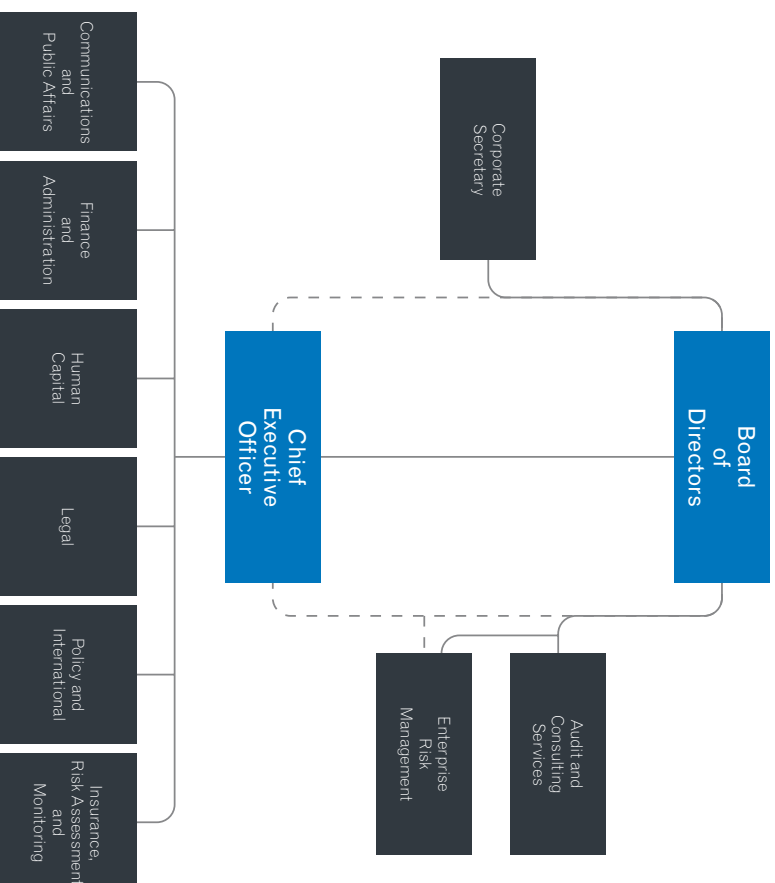 Board
of
Directors
Corporate
Secretary
Audit and
Consulting
Services
Enterprise
Risk
Management
Chief
Executive
Officer
Communications
and
Public Affairs
Finance
and
Administration
Human
Capital
Legal
Policy and
International
Insurance,
Risk Assessment
and
Monitoring